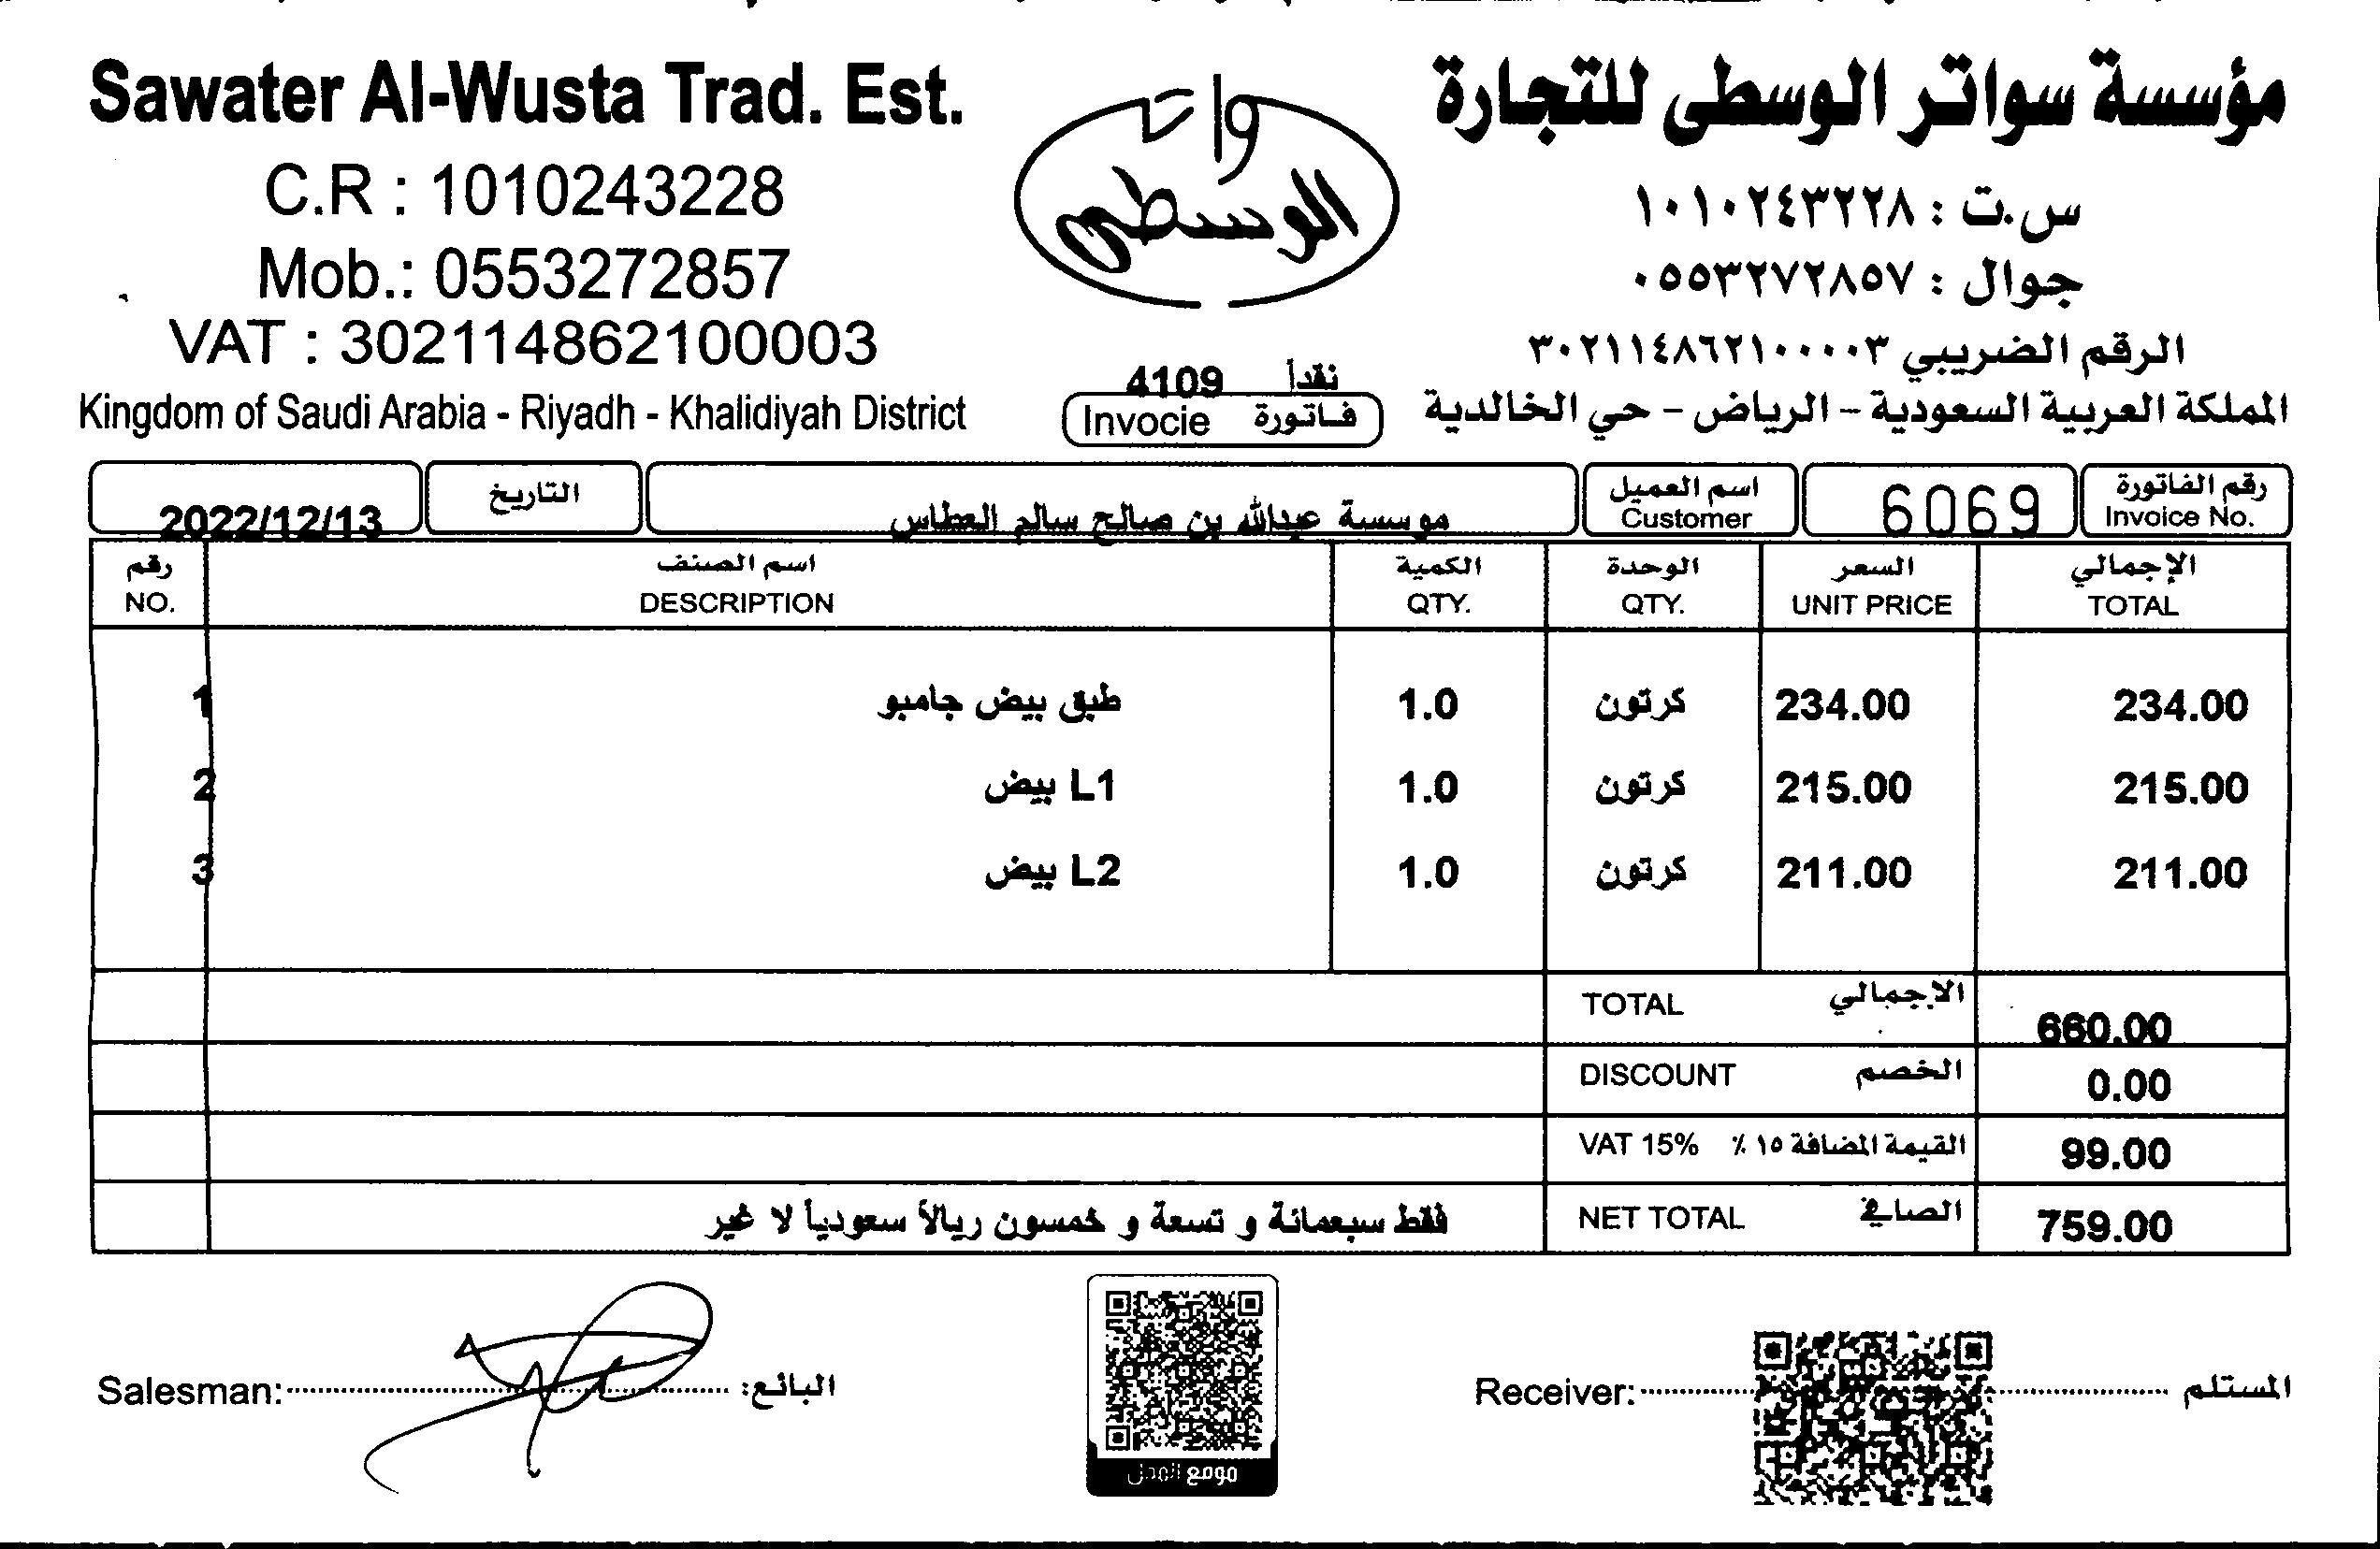 Sawater Al-Wusta Trad. Est.
مؤسسة سواتر الوسطى للتجارة
C.R : 1010243228
س.ت : ١٠١٠٢٤٣٢٢٨
Mob.: 0553272857
جوال : ٠٥٥٣٢٧٢٨٥٧
VAT : 302114862100003
الرقم الضريبي ٣٠٢١١٤٨٦٢١٠٠٠٠٣
Kingdom of Saudi Arabia - Riyadh - Khalidiyah District
المملكة العربية السعودية - الرياض - حي الخالدية
الوسطى
4109 نقداً
Invocie فاتورة
رقم الفاتورة Invoice No. 6069 اسم العميل Customer موسسة عبدالله بن صالح سالم العطاس التاريخ 2022/12/13
رقم اسم الصنف الكمية الوحدة السعر الإجمالي
NO. DESCRIPTION QTY. QTY. UNIT PRICE TOTAL
1 طبق بيض جامبو 1.0 كرتون 234.00 234.00
2 L1 بيض 1.0 كرتون 215.00 215.00
3 L2 بيض 1.0 كرتون 211.00 211.00
TOTAL الإجمالي 660.00
DISCOUNT الخصم 0.00
VAT 15% القيمة المضافة ١٥ ٪ 99.00
فقط سبعمائة و تسعة و خمسون ريالاً سعودياً لا غير NET TOTAL الصافي 759.00
Salesman: البائع:
موقع المحل
Receiver: المستلم